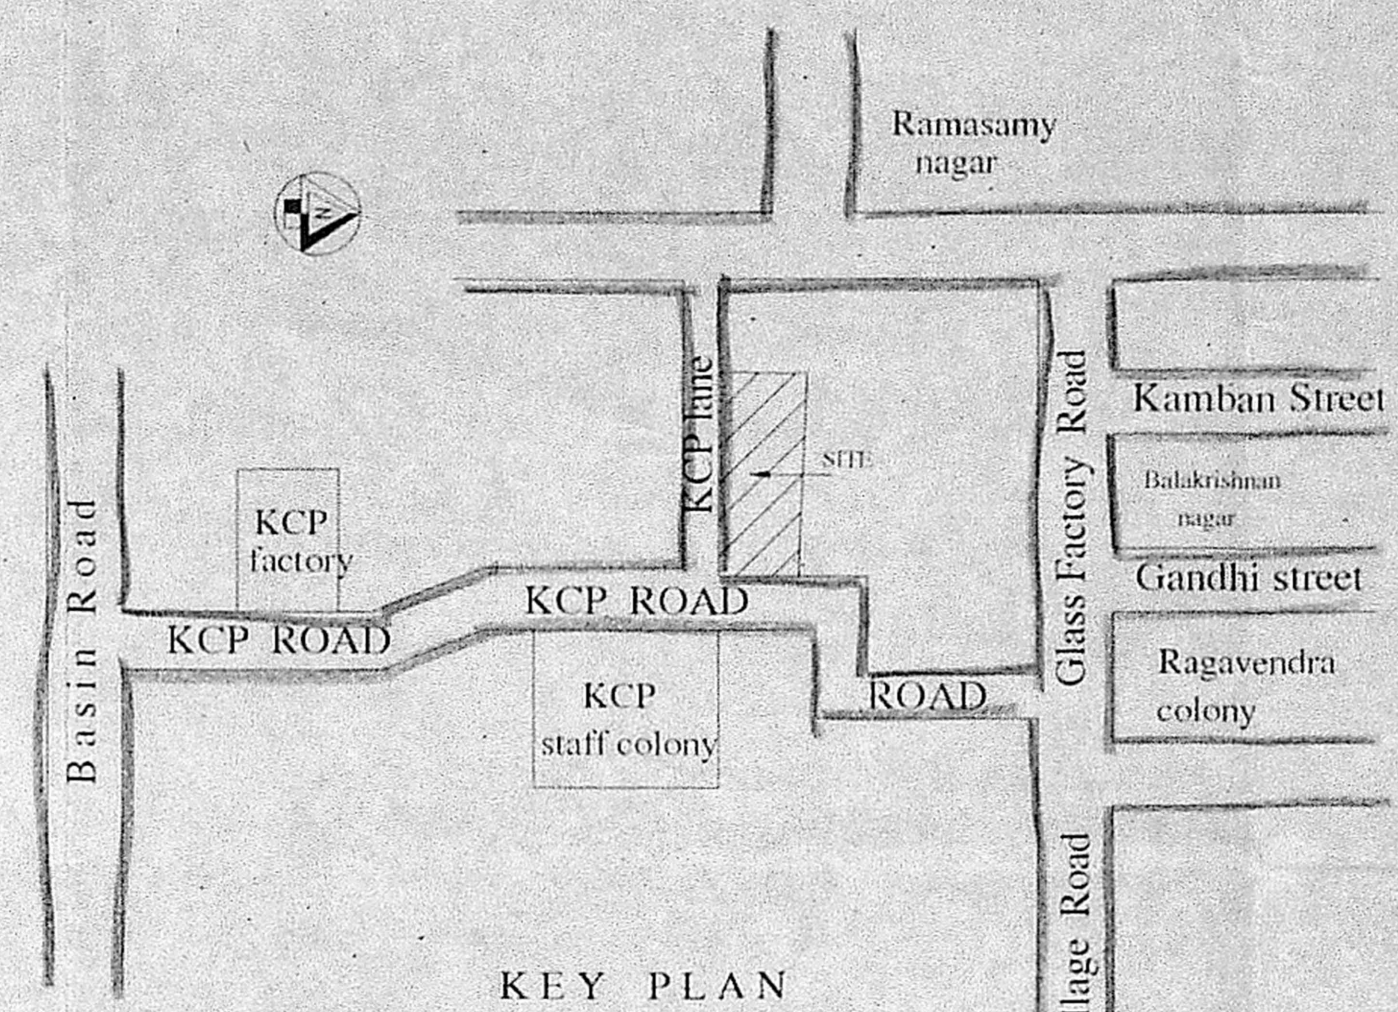 Ramasamy
nagar
N
KCP lane
Glass Factory Road
Kamban Street
SITE
Balakrishnan
nagar
Basin Road
KCP
factory
Gandhi street
KCP ROAD
KCP ROAD
Ragavendra
colony
KCP
staff colony
ROAD
llage Road
KEY PLAN